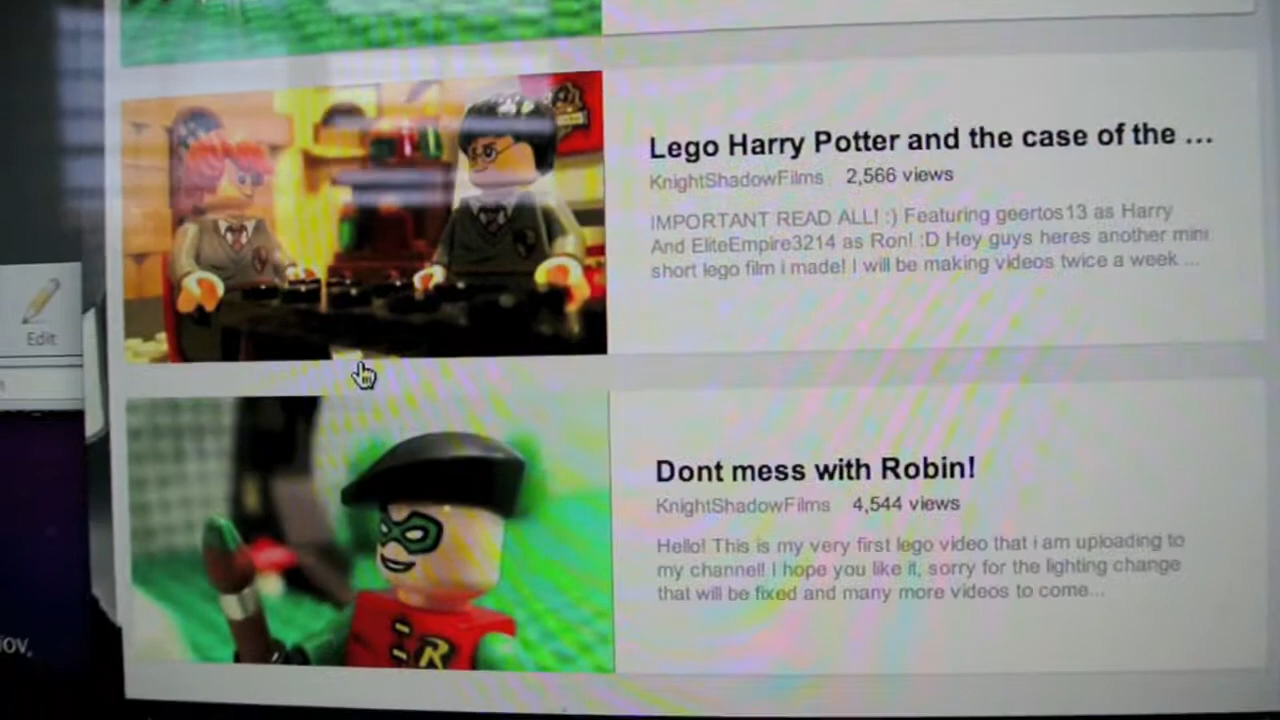 Lego Harry Potter and the case of the ...
KnightShadowFilms 2,566 views
IMPORTANT READ ALL! :) Featuring geertos13 as Harry
And EliteEmpire3214 as Ron! :D Hey guys heres another mini
short lego film i made! I will be making videos twice a week ...
Edit
Dont mess with Robin!
KnightShadowFilms 4,544 views
Hello! This is my very first lego video that i am uploading to
my channel! I hope you like it, sorry for the lighting change
that will be fixed and many more videos to come...
R